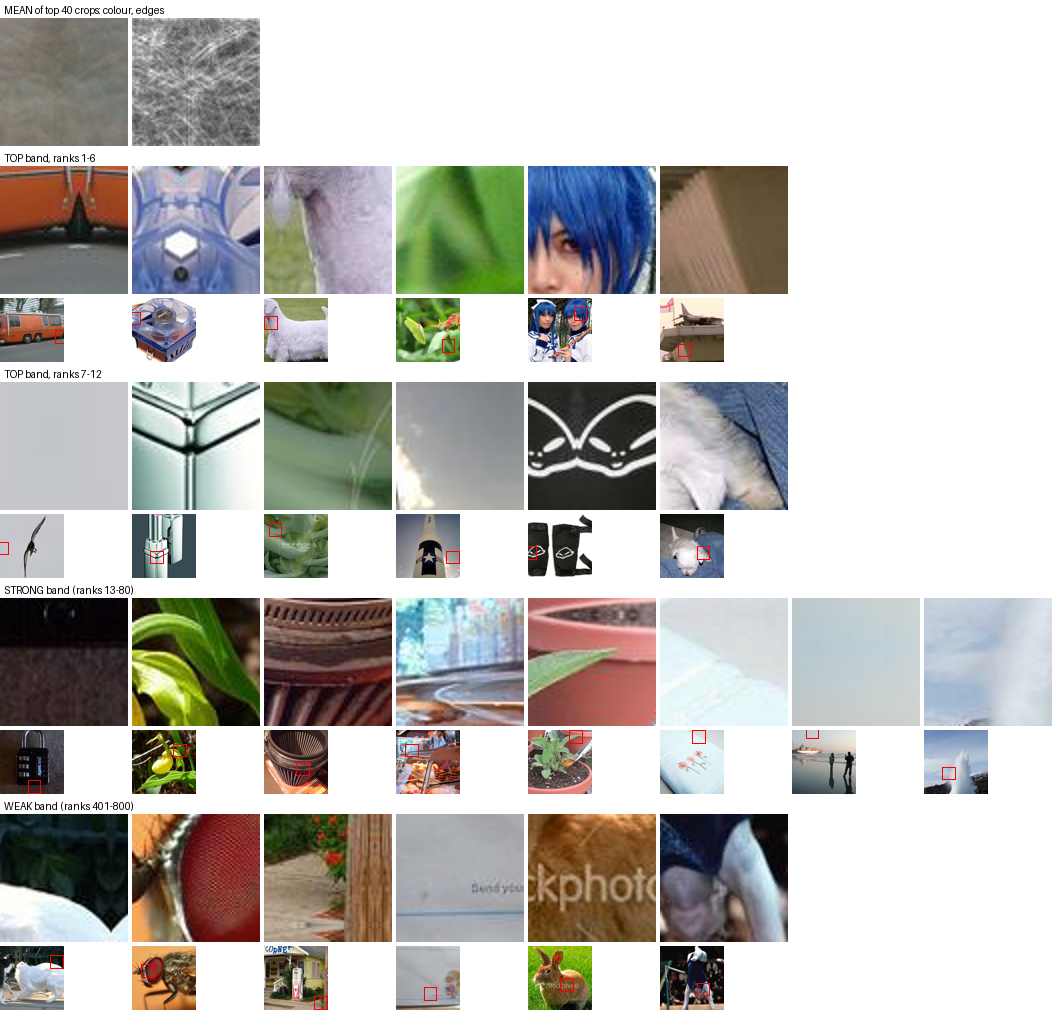 MEAN of top 40 crops: colour, edges
TOP band, ranks 1-6
TOP band, ranks 7-12
STRONG band (ranks 13-80)
WEAK band (ranks 401-800)
Send your
ckphoto